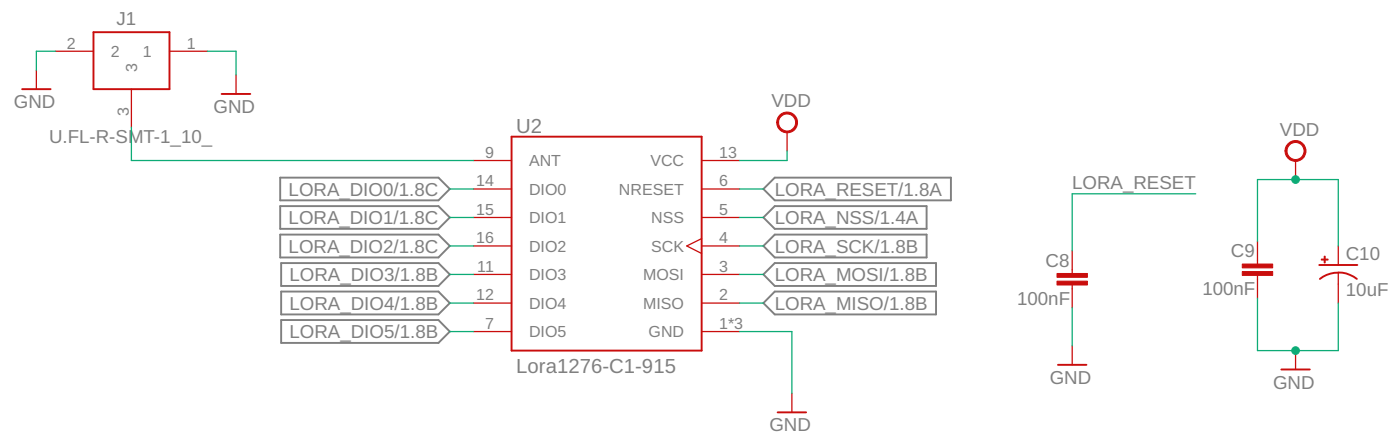 J1
2
2 1
1
3
GND
GND
3
U.FL-R-SMT-1_10_
U2
VDD
9 ANT VCC 13
LORA_DIO0/1.8C 14 DIO0 NRESET 6 LORA_RESET/1.8A
LORA_DIO1/1.8C 15 DIO1 NSS 5 LORA_NSS/1.4A
LORA_DIO2/1.8C 16 DIO2 SCK 4 LORA_SCK/1.8B
LORA_DIO3/1.8B 11 DIO3 MOSI 3 LORA_MOSI/1.8B
LORA_DIO4/1.8B 12 DIO4 MISO 2 LORA_MISO/1.8B
LORA_DIO5/1.8B 7 DIO5 GND 1*3
Lora1276-C1-915
GND
LORA_RESET
C8
100nF
GND
VDD
C9
100nF
+
C10
10uF
GND